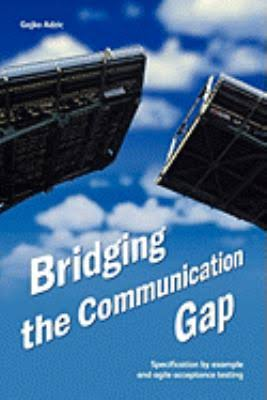 Gojko Adzic
Bridging
the Communication
Gap
Specification by example
and agile acceptance testing